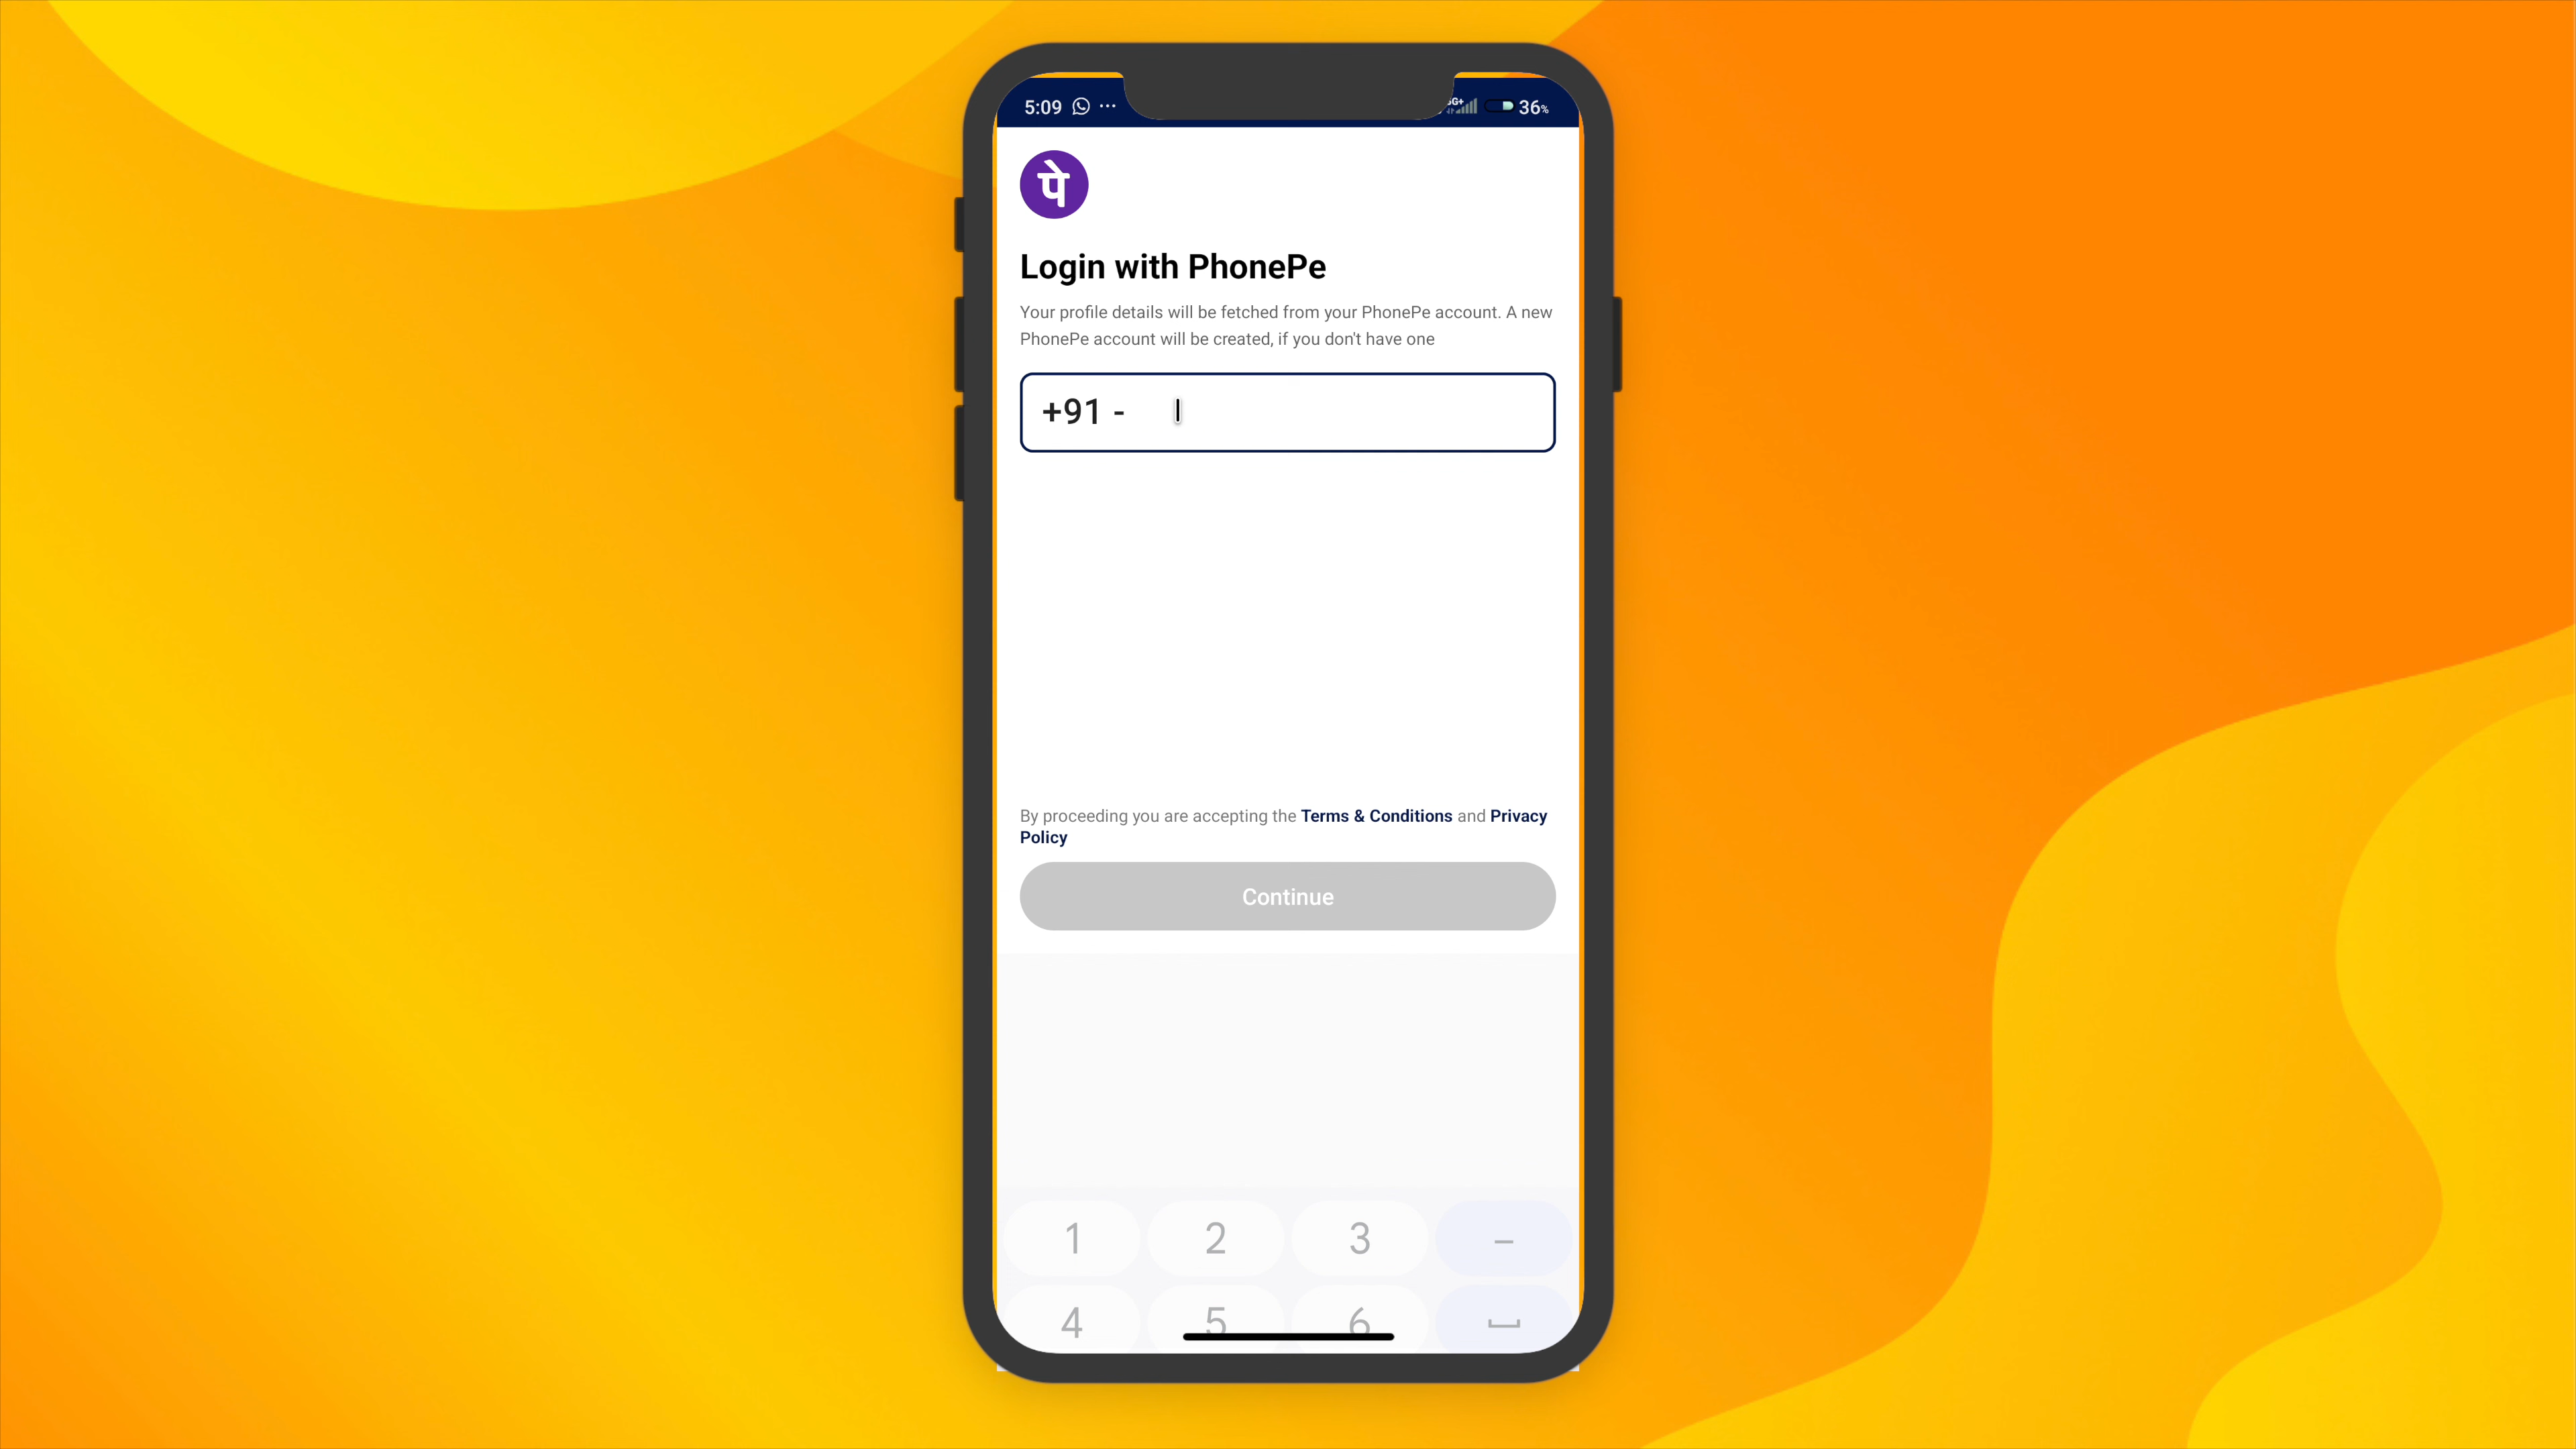 5:09 ... 36%
पे
Login with PhonePe
Your profile details will be fetched from your PhonePe account. A new
PhonePe account will be created, if you don't have one
+91 -
By proceeding you are accepting the Terms & Conditions and Privacy
Policy
Continue
1 2 3 –
4 5 6